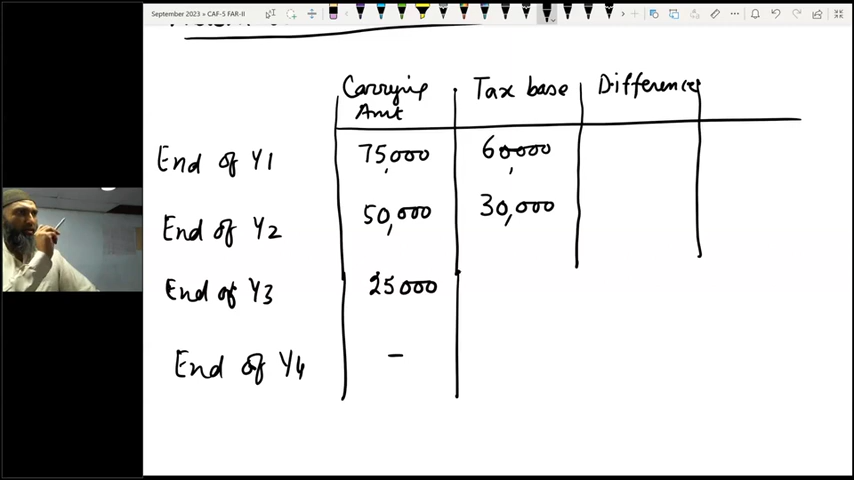 September 2023 » CAF-5 FAR-II
Carrying Amt Tax base Difference
End of Y1 75,000 60,000
End of Y2 50,000 30,000
End of Y3 25000
End of Y4 -